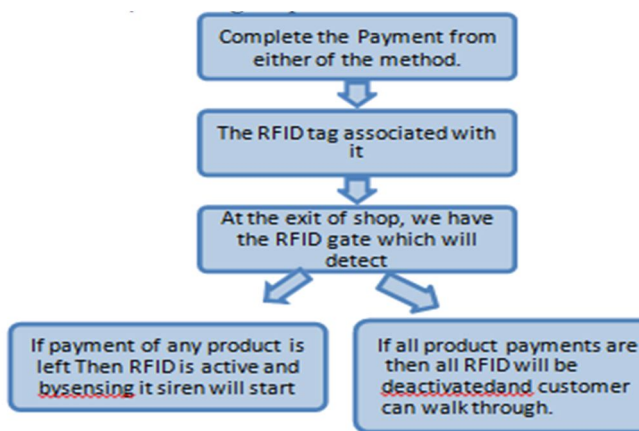 Complete the Payment from
either of the method.
The RFID tag associated with
it
At the exit of shop, we have
the RFID gate which will
detect
If payment of any product is
left Then RFID is active and
bysensing it siren will start
If all product payments are
then all RFID will be
deactivatedand customer
can walk through.